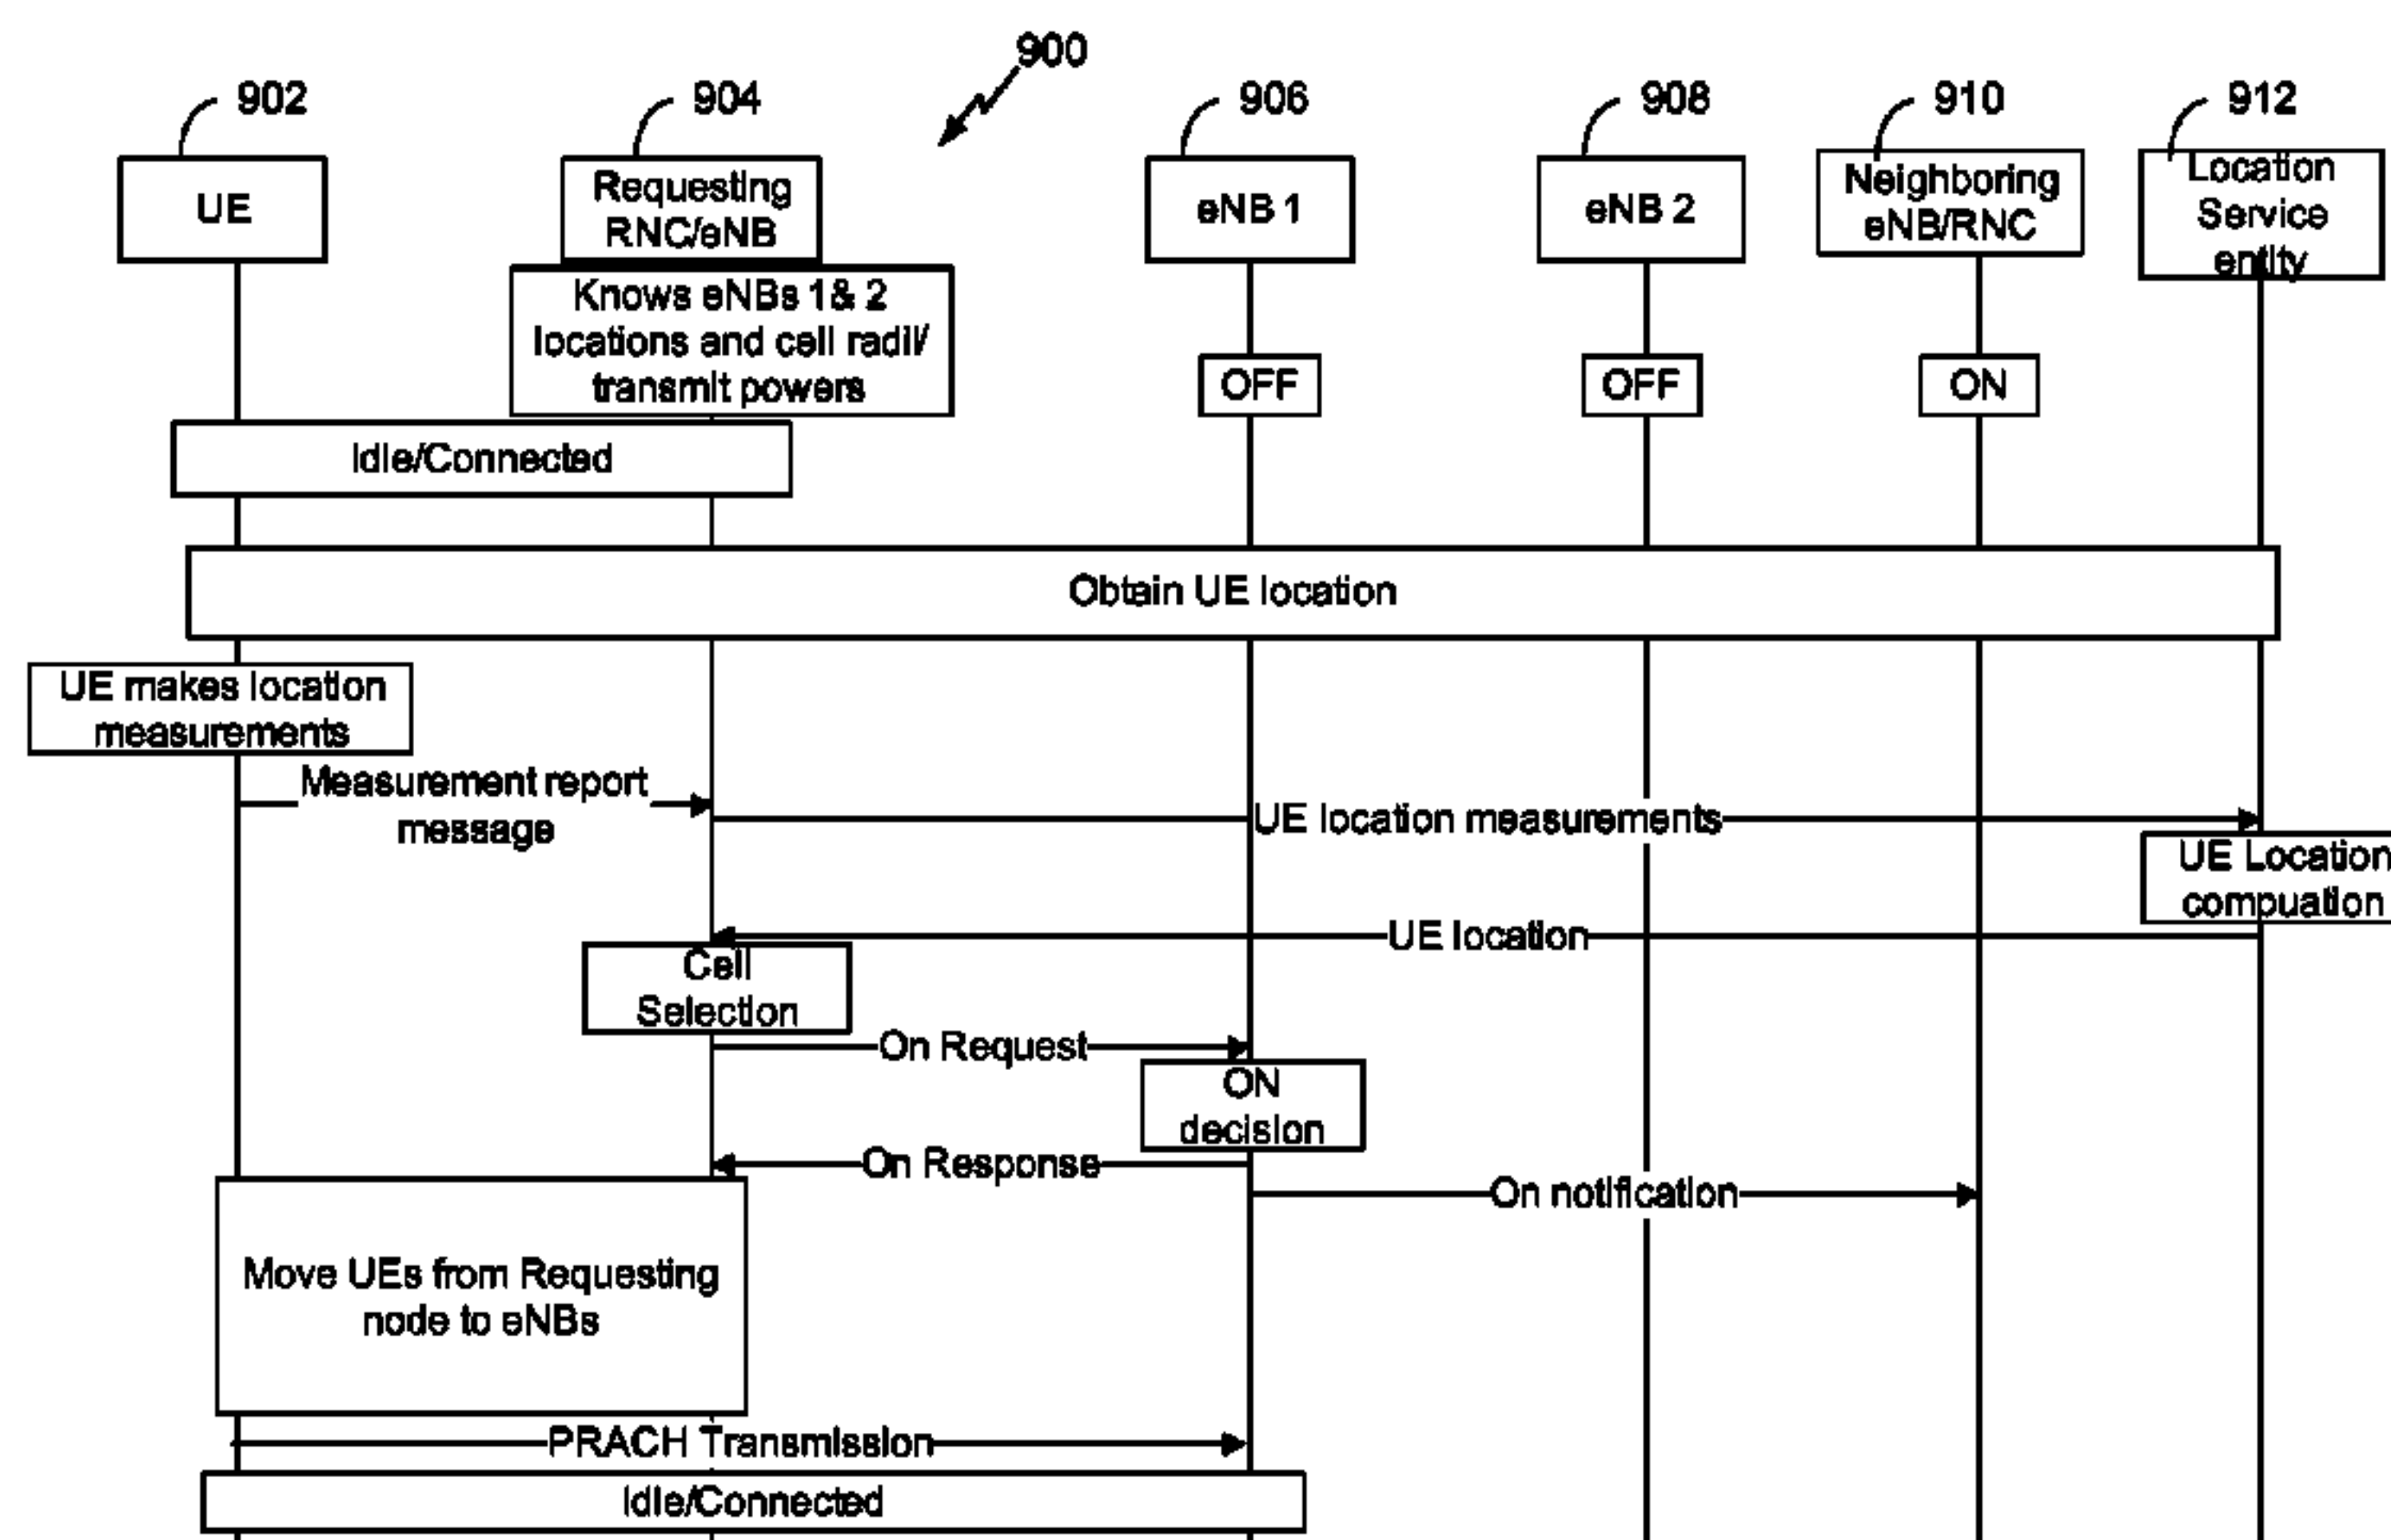 900
902
904
906
908
910
912
UE
Requesting
RNC/eNB
eNB 1
eNB 2
Neighboring
eNB/RNC
Location
Service
entity
Knows eNBs 1& 2
locations and cell radii/
transmit powers
OFF
OFF
ON
Idle/Connected
Obtain UE location
UE makes location
measurements
Measurement report
message
UE location measurements
UE Location
compuation
UE location
Cell
Selection
On Request
ON
decision
On Response
On notification
Move UEs from Requesting
node to eNBs
PRACH Transmission
Idle/Connected